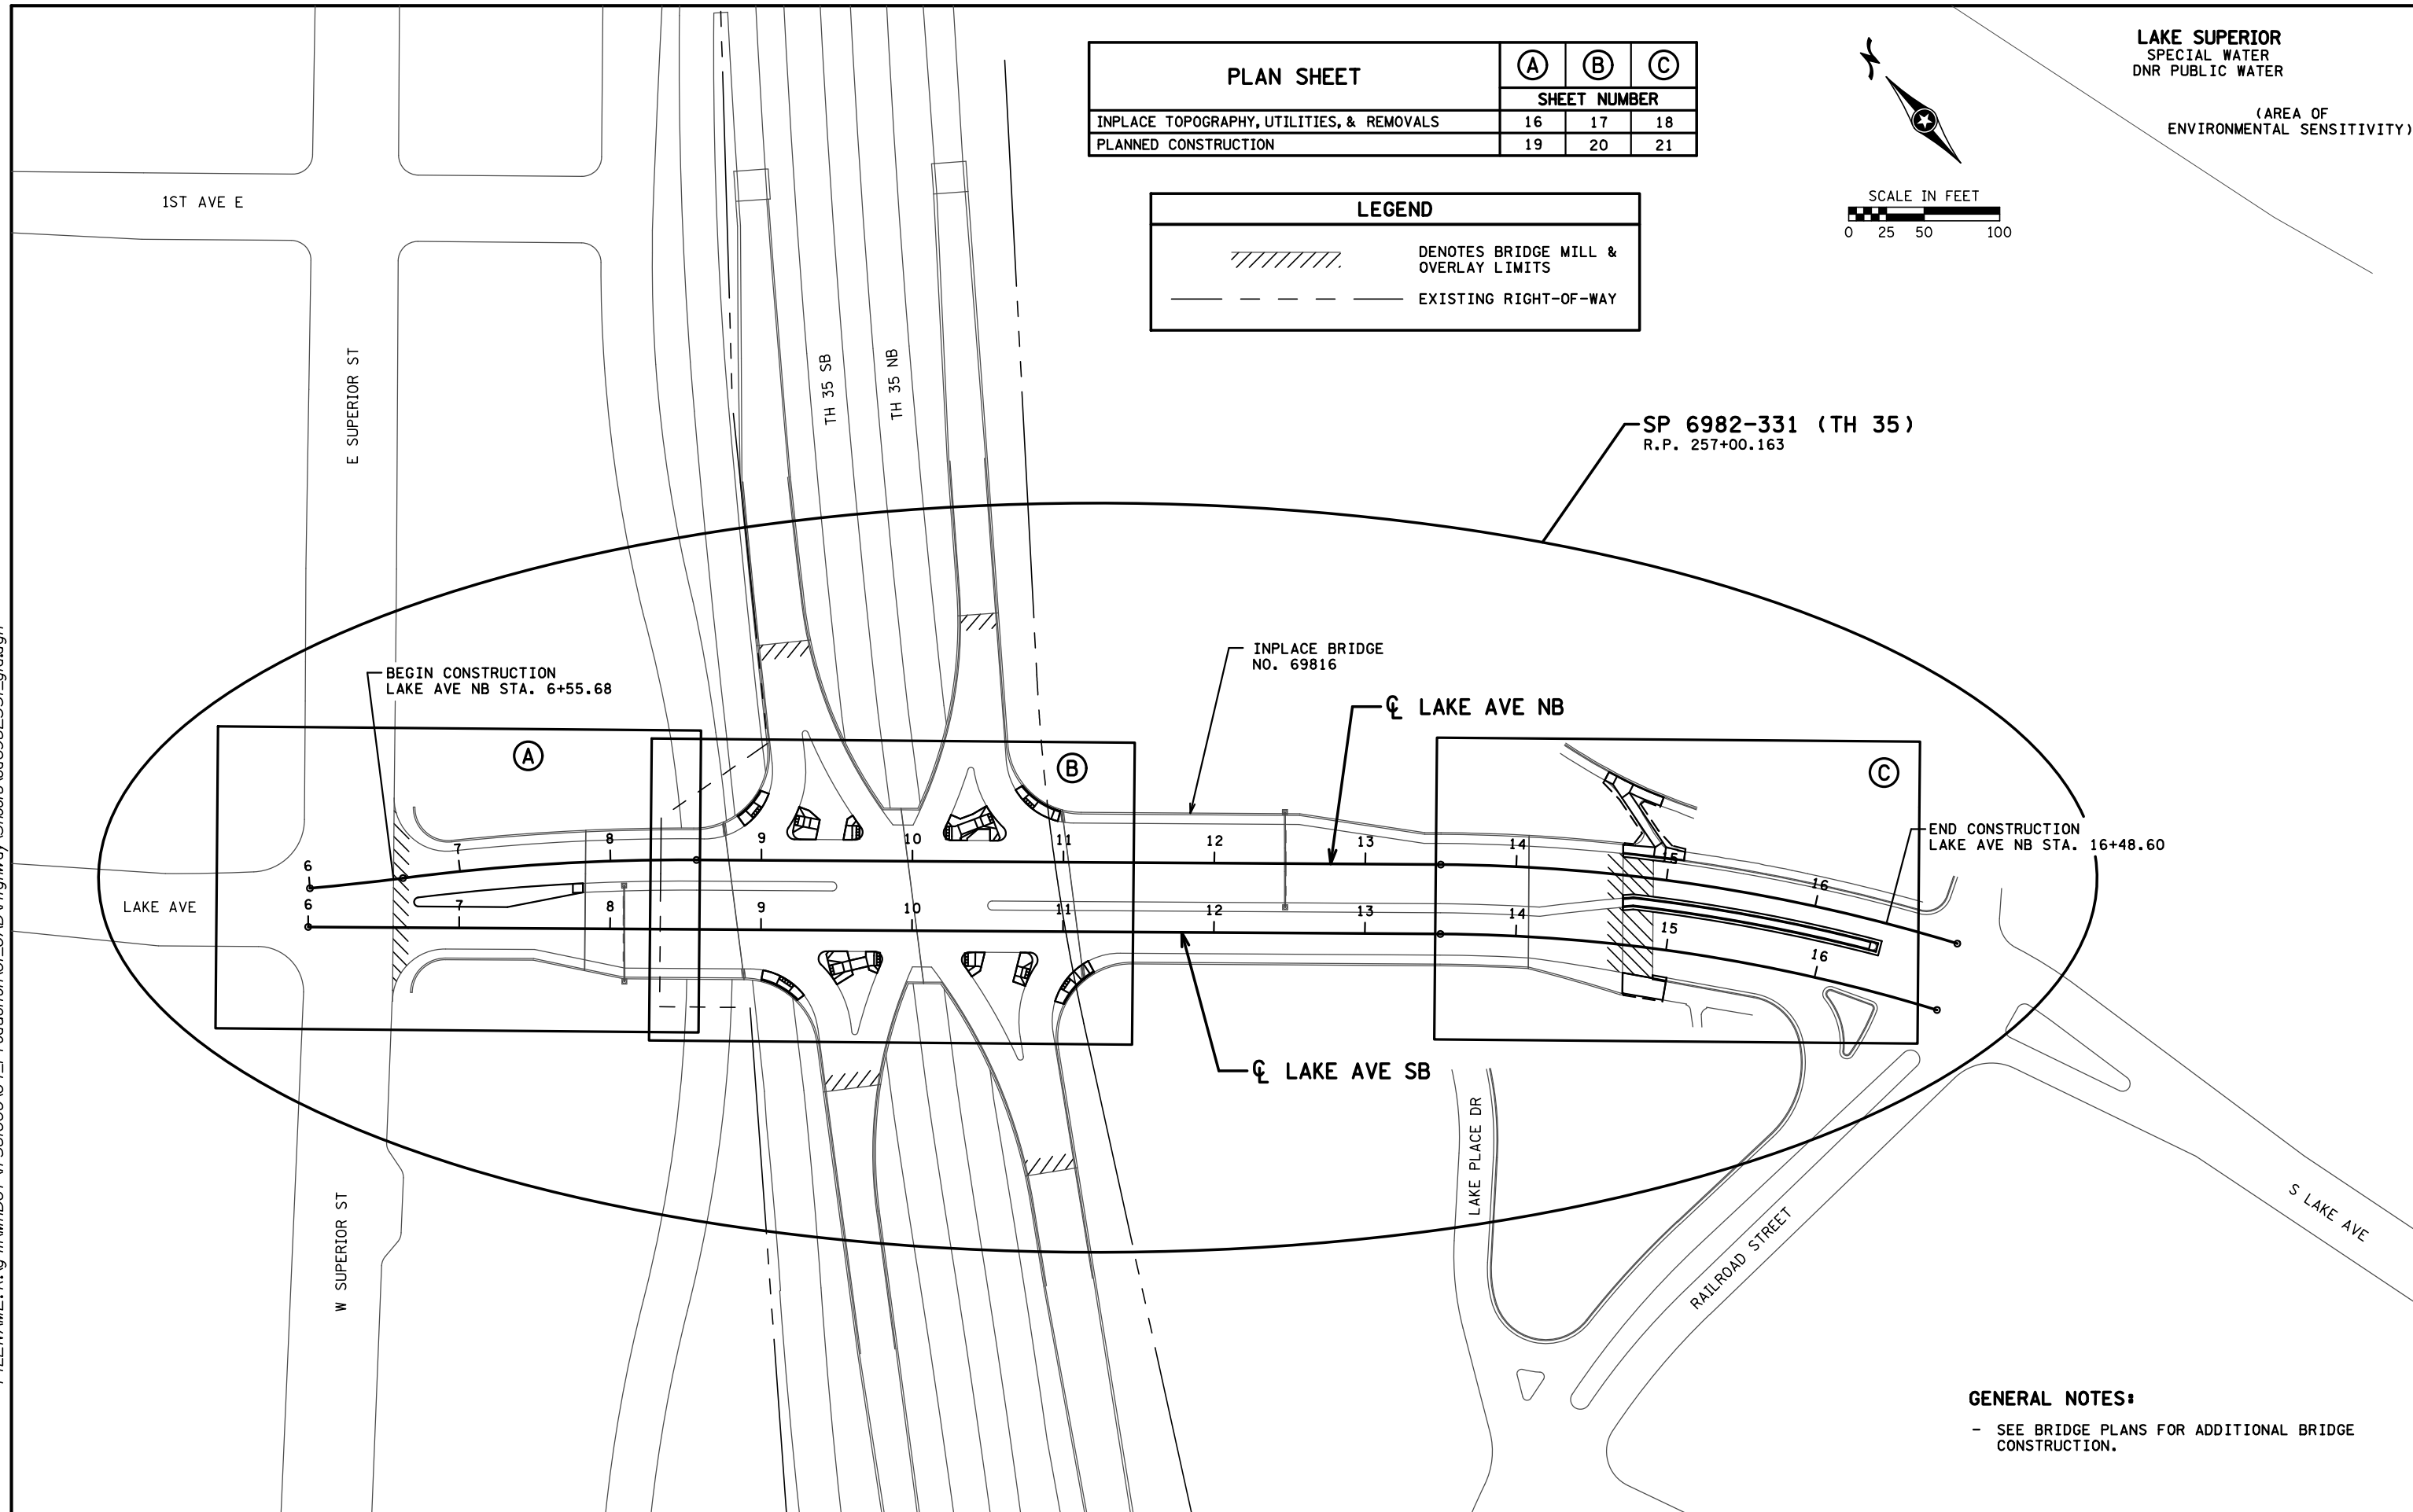 LAKE SUPERIOR
SPECIAL WATER
DNR PUBLIC WATER
(AREA OF
ENVIRONMENTAL SENSITIVITY)
PLAN SHEET
A B C
SHEET NUMBER
INPLACE TOPOGRAPHY, UTILITIES, & REMOVALS 16 17 18
PLANNED CONSTRUCTION 19 20 21
LEGEND
DENOTES BRIDGE MILL &
OVERLAY LIMITS
EXISTING RIGHT-OF-WAY
SCALE IN FEET
0 25 50 100
1ST AVE E
E SUPERIOR ST
TH 35 SB
TH 35 NB
SP 6982-331 (TH 35)
R.P. 257+00.163
BEGIN CONSTRUCTION
LAKE AVE NB STA. 6+55.68
INPLACE BRIDGE
NO. 69816
℄ LAKE AVE NB
A
B
C
END CONSTRUCTION
LAKE AVE NB STA. 16+48.60
6 7 8 9 10 11 12 13 14 15 16
LAKE AVE
6 7 8 9 10 11 12 13 14 15 16
℄ LAKE AVE SB
LAKE PLACE DR
W SUPERIOR ST
RAILROAD STREET
S LAKE AVE
GENERAL NOTES:
- SEE BRIDGE PLANS FOR ADDITIONAL BRIDGE
CONSTRUCTION.